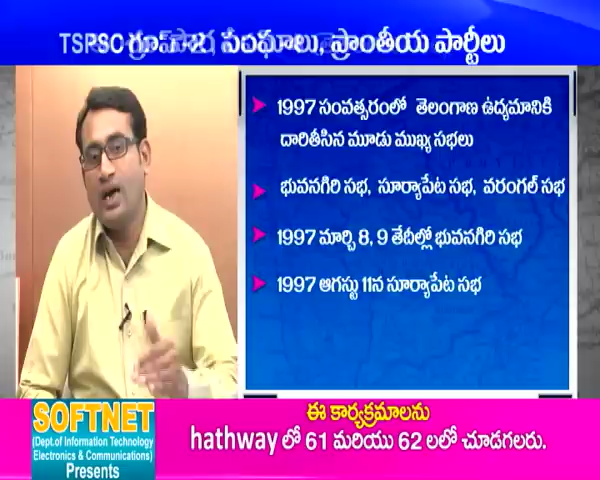 TSPSC గ్రూప్ సంఘాలు, ప్రాంతీయ పార్టీలు
1997 సంవత్సరంలో తెలంగాణ ఉద్యమానికి
దారితీసిన మూడు ముఖ్య సభలు
భువనగిరి సభ, సూర్యాపేట సభ, వరంగల్ సభ
1997 మార్చి 8, 9 తేదీల్లో భువనగిరి సభ
1997 ఆగస్టు 11న సూర్యాపేట సభ
SOFTNET
(Dept.of Information Technology
Electronics & Communications)
Presents
ఈ కార్యక్రమాలను
hathway లో 61 మరియు 62 లలో చూడగలరు.